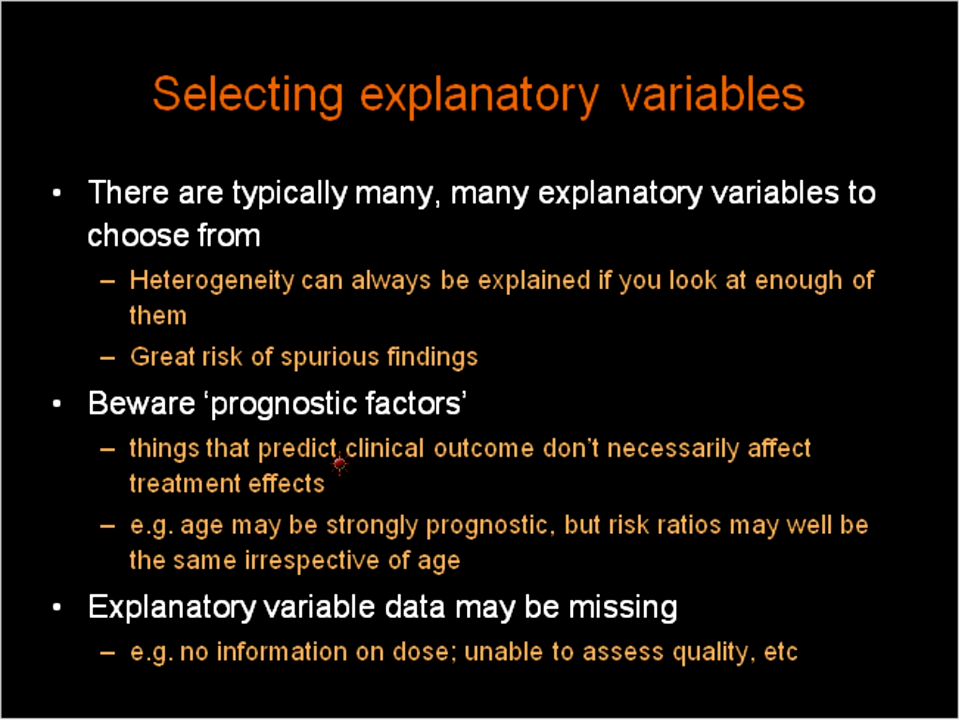 Selecting explanatory variables
• There are typically many, many explanatory variables to
choose from
– Heterogeneity can always be explained if you look at enough of
them
– Great risk of spurious findings
• Beware ‘prognostic factors’
– things that predict clinical outcome don’t necessarily affect
treatment effects
– e.g. age may be strongly prognostic, but risk ratios may well be
the same irrespective of age
• Explanatory variable data may be missing
– e.g. no information on dose; unable to assess quality, etc